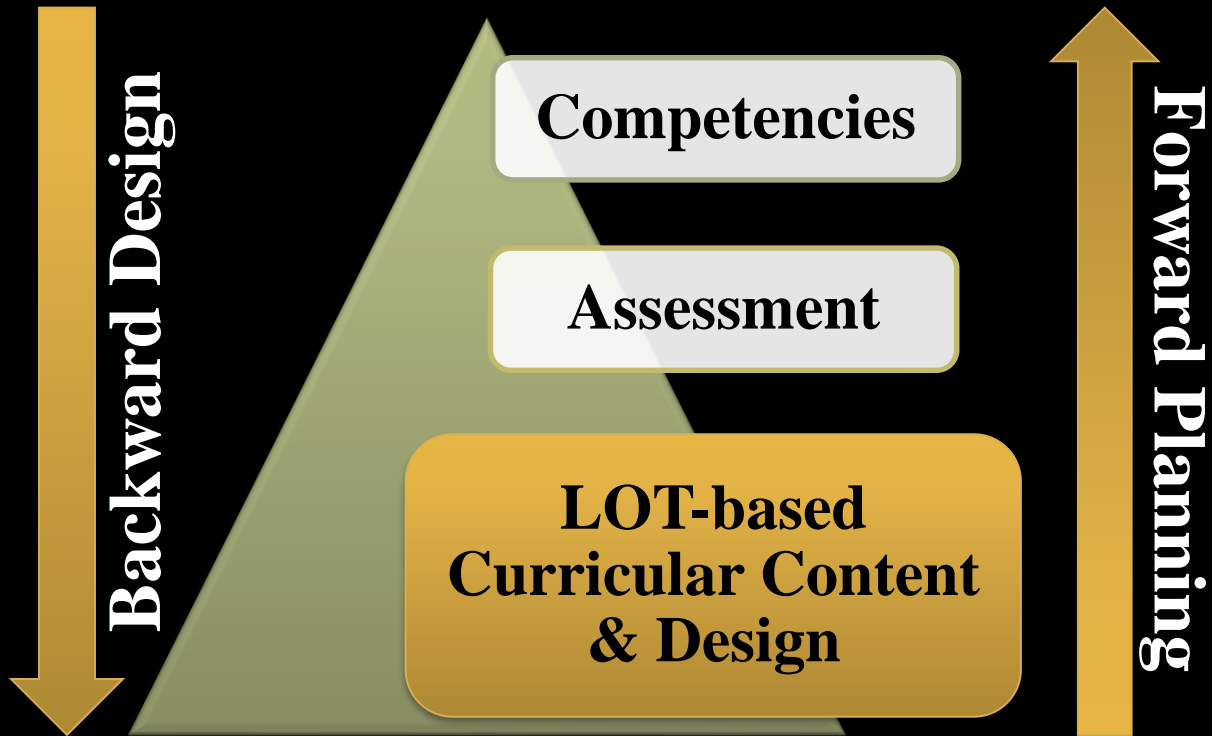 Backward Design
Competencies
Assessment
LOT-based
Curricular Content
& Design
Forward Planning